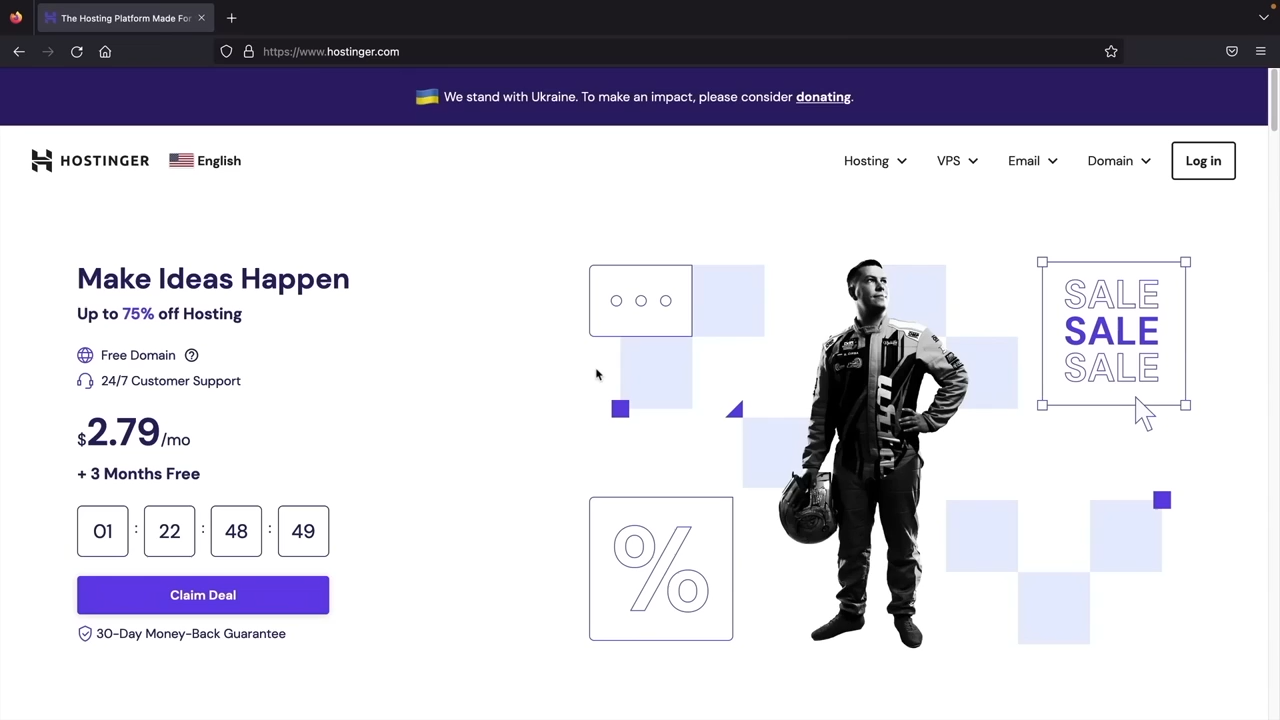 The Hosting Platform Made For
https://www.hostinger.com
We stand with Ukraine. To make an impact, please consider donating.
HOSTINGER
English
Hosting
VPS
Email
Domain
Log in
Make Ideas Happen
Up to 75% off Hosting
Free Domain ?
24/7 Customer Support
$2.79/mo
+ 3 Months Free
01 : 22 : 48 : 49
Claim Deal
30-Day Money-Back Guarantee
SALE
SALE
SALE
%